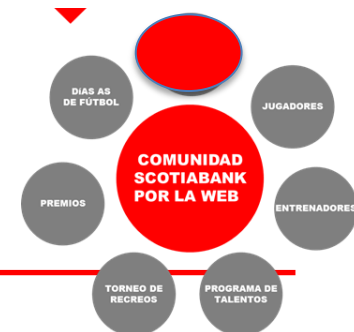 DíAS AS
DE FÚTBOL
JUGADORES
COMUNIDAD
SCOTIABANK
POR LA WEB
PREMIOS
ENTRENADORES
TORNEO DE
RECREOS
PROGRAMA DE
TALENTOS